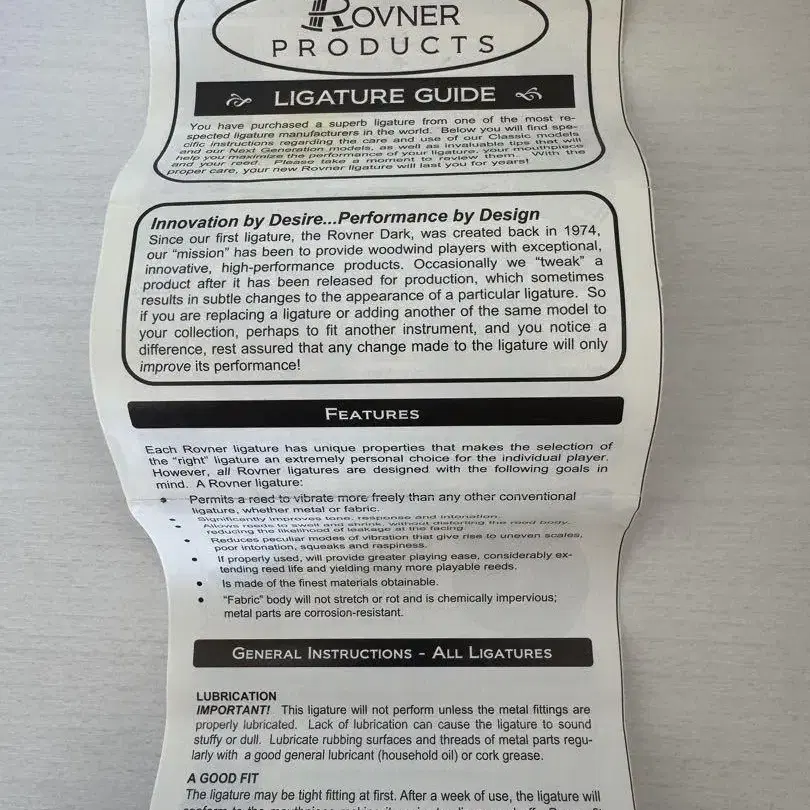 ROVNER
PRODUCTS
LIGATURE GUIDE
You have purchased a superb ligature from one of the most re-
spected ligature manufacturers in the world. Below you will find spe-
cific instructions regarding the care and use of our Classic models
and our Next Generation models, as well as invaluable tips that will
help you maximize the performance of your ligature, your mouthpiece
and your reed. Please take a moment to review them. With the
proper care, your new Rovner ligature will last you for years!
Innovation by Desire...Performance by Design
Since our first ligature, the Rovner Dark, was created back in 1974,
our “mission” has been to provide woodwind players with exceptional,
innovative, high-performance products. Occasionally we “tweak” a
product after it has been released for production, which sometimes
results in subtle changes to the appearance of a particular ligature. So
if you are replacing a ligature or adding another of the same model to
your collection, perhaps to fit another instrument, and you notice a
difference, rest assured that any change made to the ligature will only
improve its performance!
FEATURES
Each Rovner ligature has unique properties that makes the selection of
the “right” ligature an extremely personal choice for the individual player.
However, all Rovner ligatures are designed with the following goals in
mind. A Rovner ligature:
• Permits a reed to vibrate more freely than any other conventional
ligature, whether metal or fabric.
• Significantly improves tone, response and intonation.
• Allows reeds to swell and shrink, without distorting the reed body,
reducing the likelihood of leakage at the facing.
• Reduces peculiar modes of vibration that give rise to uneven scales,
poor intonation, squeaks and raspiness.
• If properly used, will provide greater playing ease, considerably ex-
tending reed life and yielding many more playable reeds.
• Is made of the finest materials obtainable.
• “Fabric” body will not stretch or rot and is chemically impervious;
metal parts are corrosion-resistant.
GENERAL INSTRUCTIONS - ALL LIGATURES
LUBRICATION
IMPORTANT! This ligature will not perform unless the metal fittings are
properly lubricated. Lack of lubrication can cause the ligature to sound
stuffy or dull. Lubricate rubbing surfaces and threads of metal parts regu-
larly with a good general lubricant (household oil) or cork grease.
A GOOD FIT
The ligature may be tight fitting at first. After a week of use, the ligature will